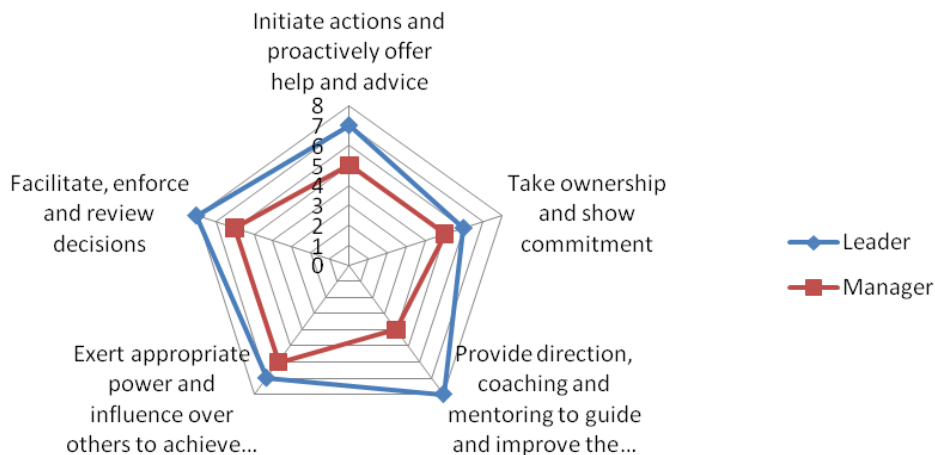 Initiate actions and
proactively offer
help and advice
8
7
6
5
4
3
2
1
0
Take ownership
and show
commitment
Provide direction,
coaching and
mentoring to guide
and improve the...
Exert appropriate
power and
influence over
others to achieve...
Facilitate, enforce
and review
decisions
Leader
Manager